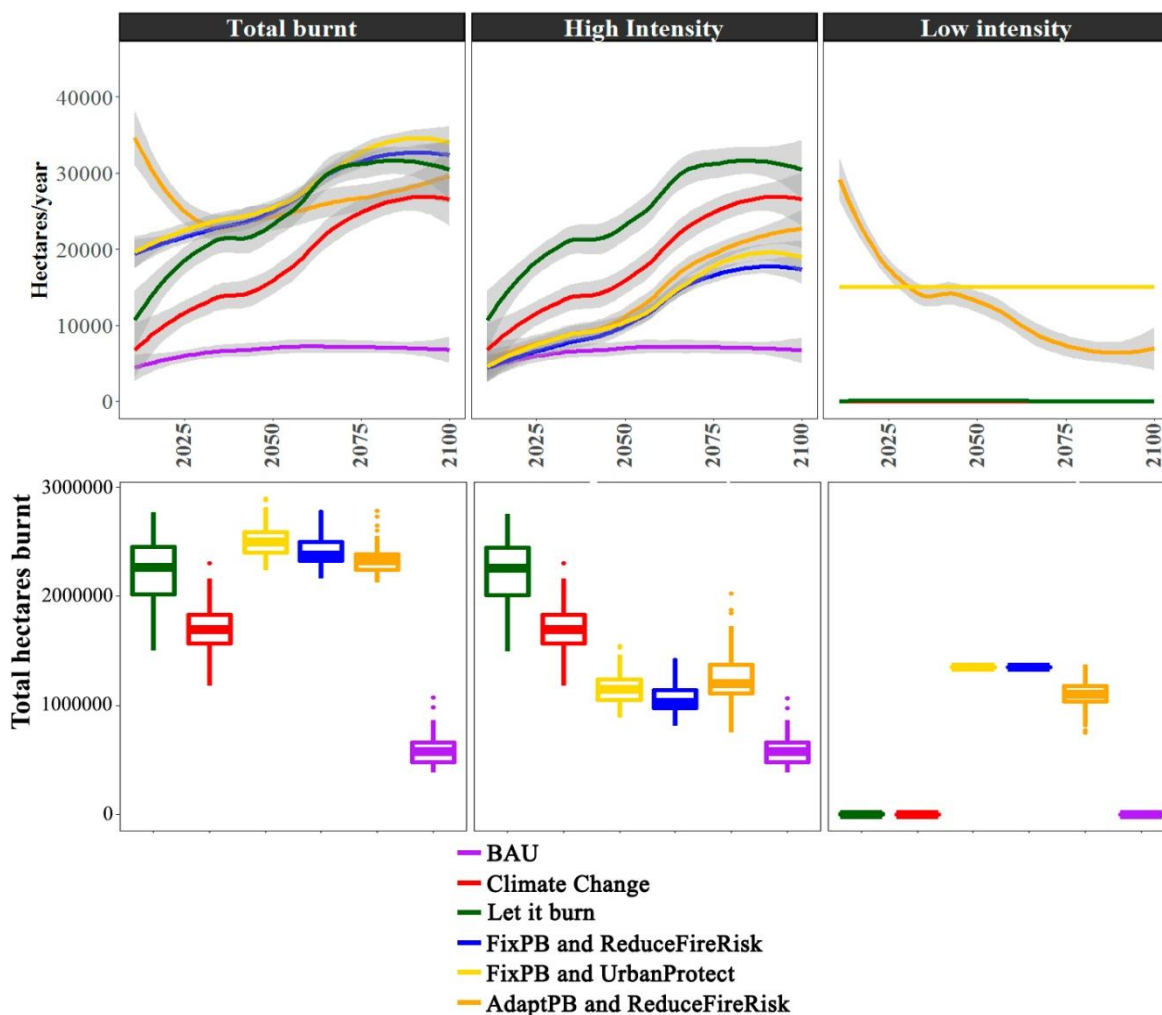 Total burnt
High Intensity
Low intensity
Hectares/year
40000
30000
20000
10000
0
2025
2050
2075
2100
2025
2050
2075
2100
2025
2050
2075
2100
Total hectares burnt
3000000
2000000
1000000
0
BAU
Climate Change
Let it burn
FixPB and ReduceFireRisk
FixPB and UrbanProtect
AdaptPB and ReduceFireRisk